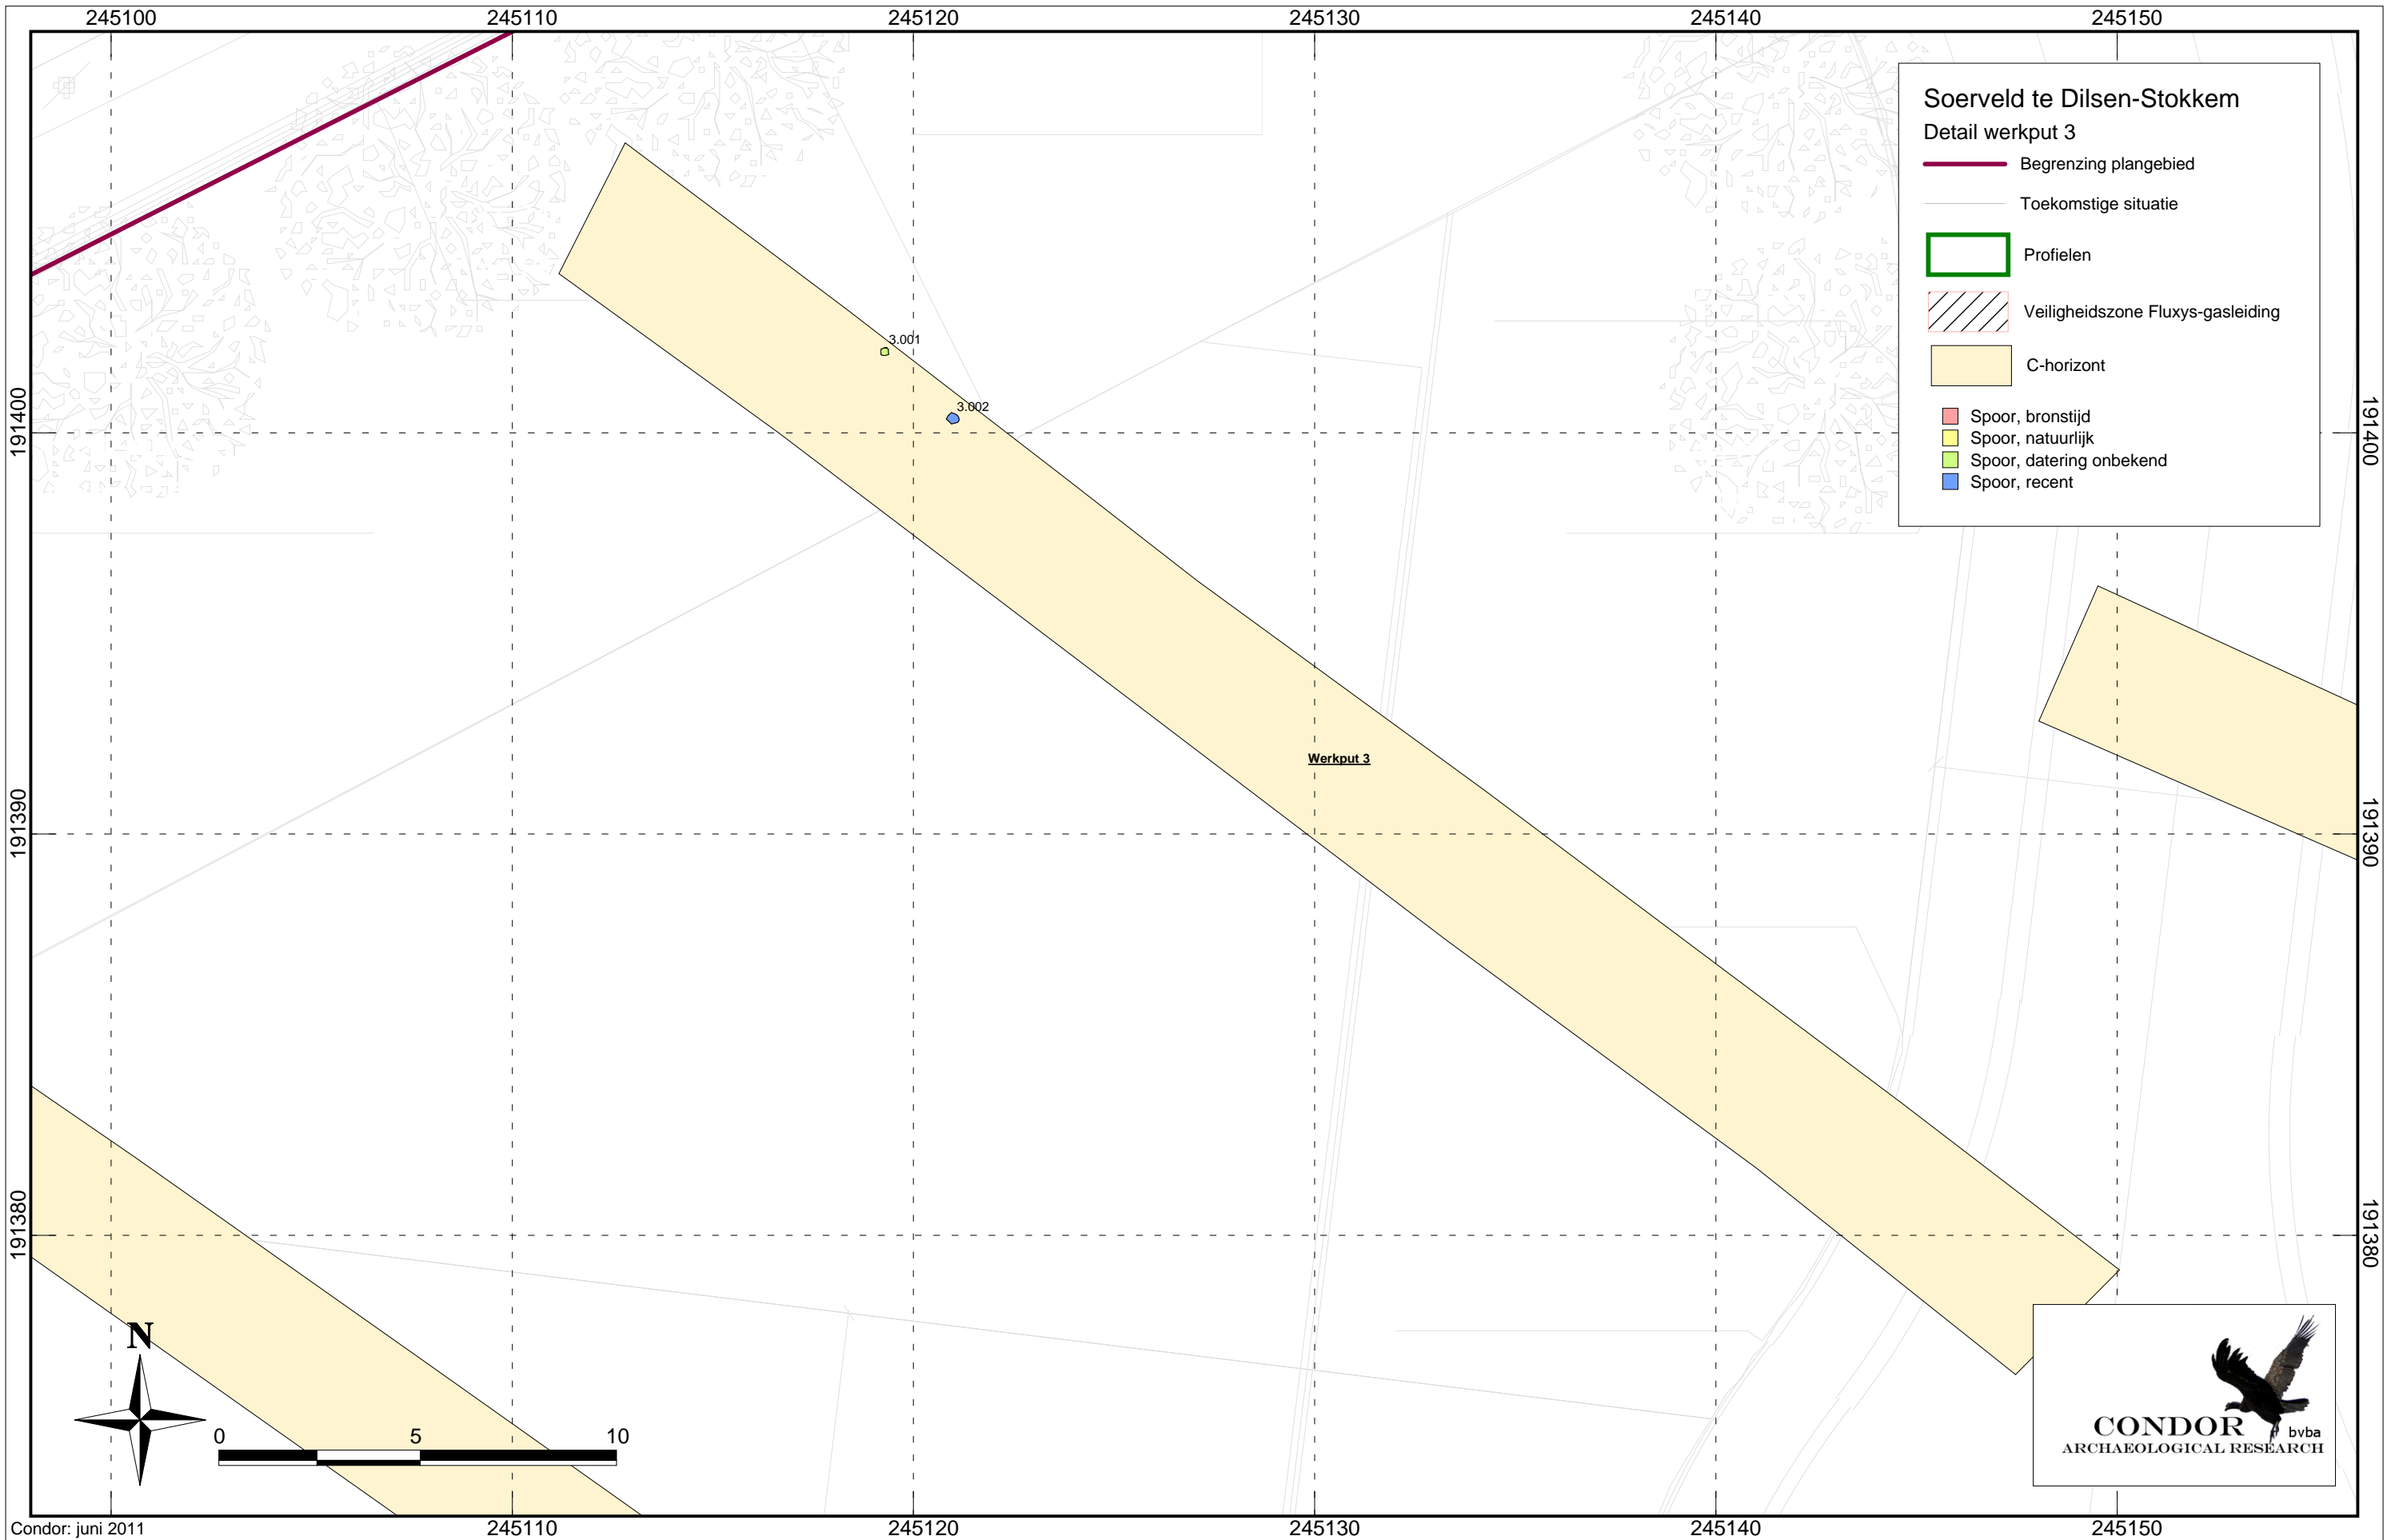 245100
245110
245120
245130
245140
245150
Soerveld te Dilsen-Stokkem
Detail werkput 3
Begrenzing plangebied
Toekomstige situatie
Profielen
Veiligheidszone Fluxys-gasleiding
C-horizont
Spoor, bronstijd
Spoor, natuurlijk
Spoor, datering onbekend
Spoor, recent
3.001
3.002
191400
191400
Werkput 3
191390
191390
191380
191380
N
0 5 10
CONDOR bvba
ARCHAEOLOGICAL RESEARCH
Condor: juni 2011
245110
245120
245130
245140
245150